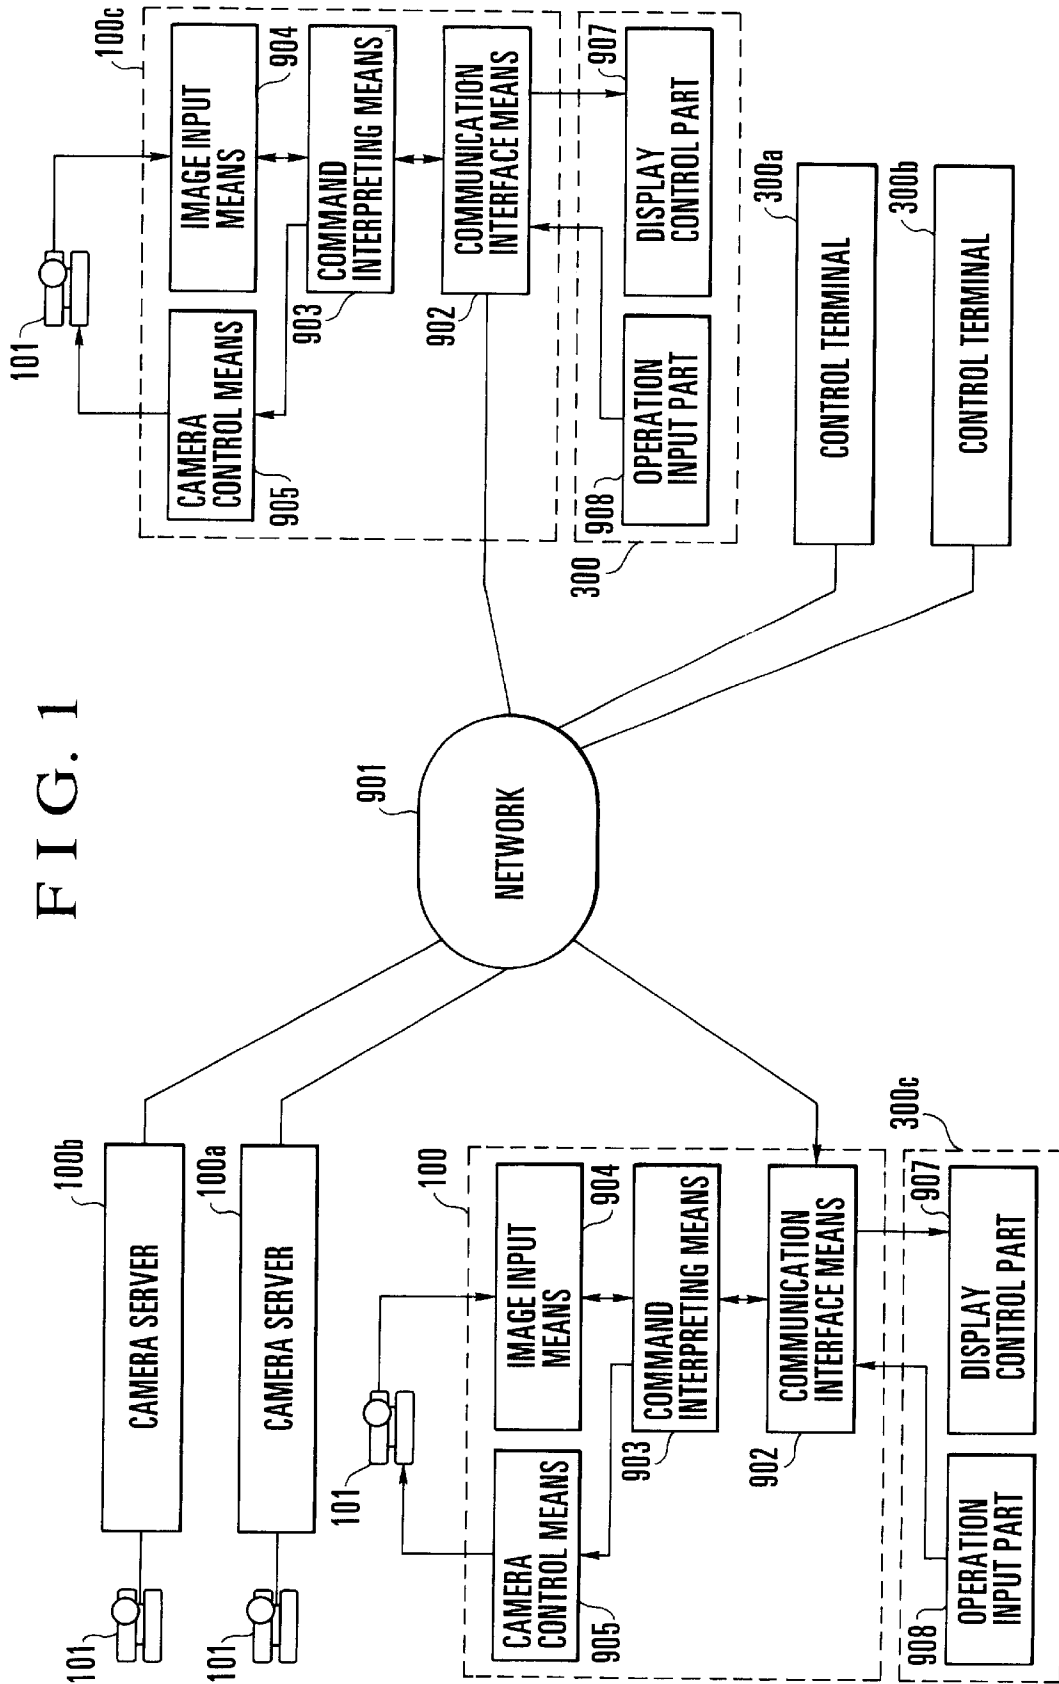 FIG. 1
101
100b
CAMERA SERVER
101
100a
CAMERA SERVER
101
100
CAMERA
CONTROL MEANS
905
IMAGE INPUT
MEANS
904
COMMAND
INTERPRETING MEANS
903
COMMUNICATION
INTERFACE MEANS
902
300c
OPERATION
INPUT PART
908
DISPLAY
CONTROL PART
907
901
NETWORK
101
100c
CAMERA
CONTROL MEANS
905
IMAGE INPUT
MEANS
904
COMMAND
INTERPRETING MEANS
903
COMMUNICATION
INTERFACE MEANS
902
300
OPERATION
INPUT PART
908
DISPLAY
CONTROL PART
907
300a
CONTROL TERMINAL
300b
CONTROL TERMINAL